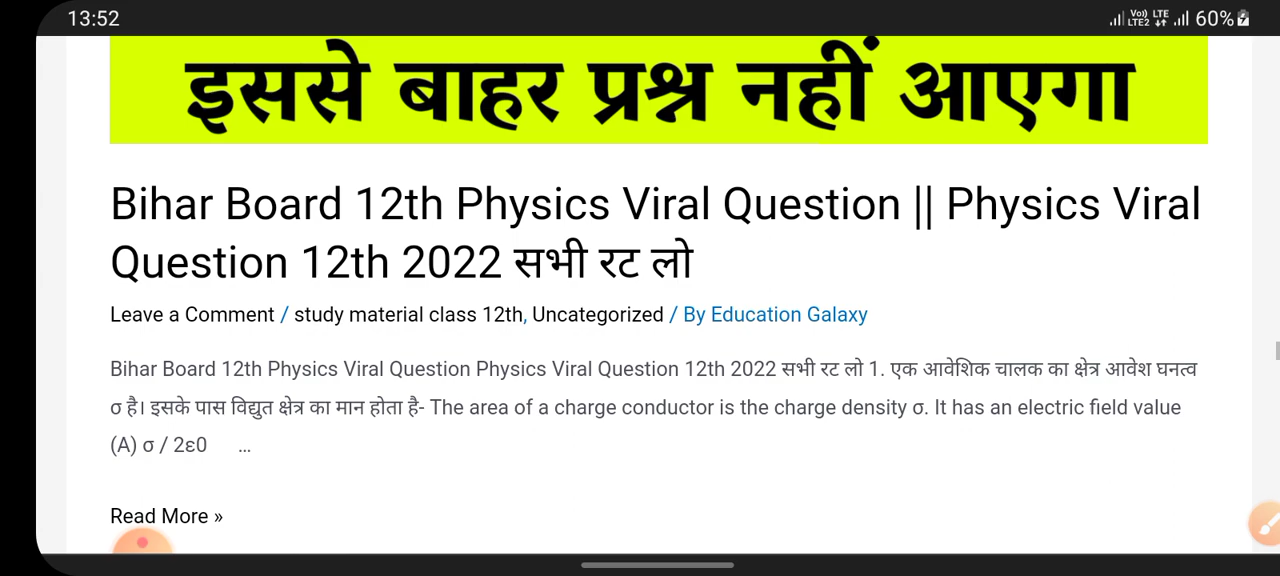 13:52
Vo) LTE LTE2 60%
इससे बाहर प्रश्न नहीं आएगा
Bihar Board 12th Physics Viral Question || Physics Viral
Question 12th 2022 सभी रट लो
Leave a Comment / study material class 12th, Uncategorized / By Education Galaxy
Bihar Board 12th Physics Viral Question Physics Viral Question 12th 2022 सभी रट लो 1. एक आवेशिक चालक का क्षेत्र आवेश घनत्व
σ है। इसके पास विद्युत क्षेत्र का मान होता है- The area of a charge conductor is the charge density σ. It has an electric field value
(A) σ / 2ε0 …
Read More »